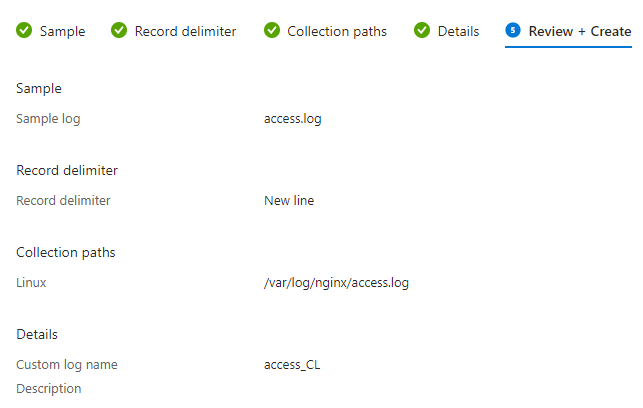 Sample Record delimiter Collection paths Details 5 Review + Create
Sample
Sample log access.log
Record delimiter
Record delimiter New line
Collection paths
Linux /var/log/nginx/access.log
Details
Custom log name access_CL
Description